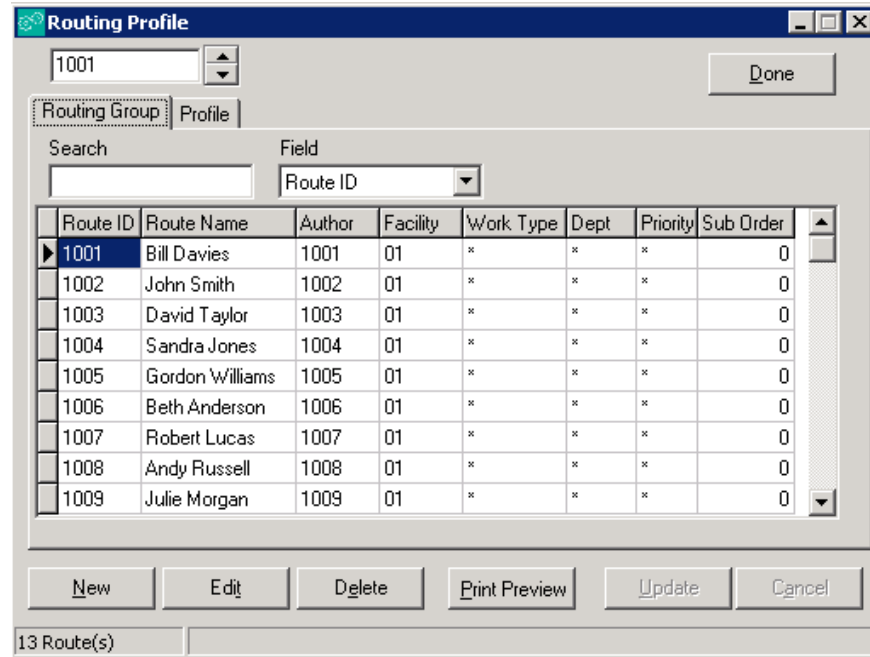 Routing Profile
1001
Done
Routing Group Profile
Search Field
Route ID
Route ID Route Name Author Facility Work Type Dept Priority Sub Order
1001 Bill Davies 1001 01 * * * 0
1002 John Smith 1002 01 * * * 0
1003 David Taylor 1003 01 * * * 0
1004 Sandra Jones 1004 01 * * * 0
1005 Gordon Williams 1005 01 * * * 0
1006 Beth Anderson 1006 01 * * * 0
1007 Robert Lucas 1007 01 * * * 0
1008 Andy Russell 1008 01 * * * 0
1009 Julie Morgan 1009 01 * * * 0
New Edit Delete Print Preview Update Cancel
13 Route(s)